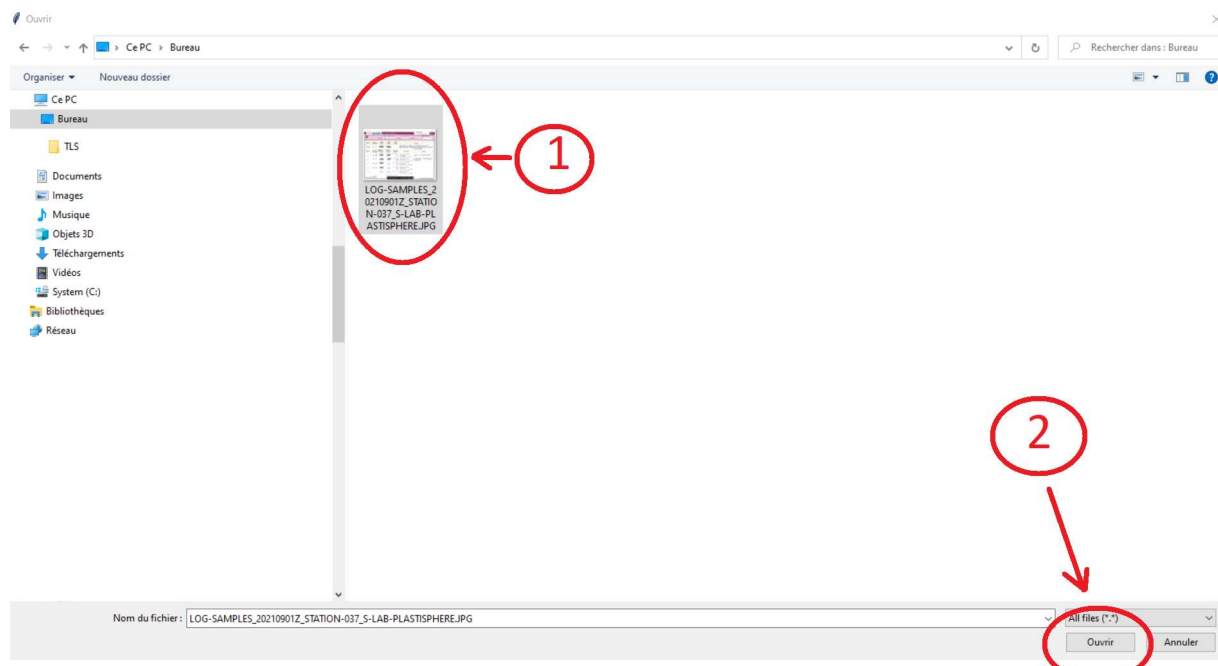 Ouvrir
Ce PC › Bureau
Rechercher dans : Bureau
Organiser
Nouveau dossier
Ce PC
Bureau
TLS
Documents
Images
Musique
Objets 3D
Téléchargements
Vidéos
System (C:)
Bibliothèques
Réseau
LOG-SAMPLES_2
0210901Z_STATIO
N-037_S-LAB-PL
ASTISPHERE.JPG
1
2
Nom du fichier :
LOG-SAMPLES_20210901Z_STATION-037_S-LAB-PLASTISPHERE.JPG
All files (*.*)
Ouvrir
Annuler